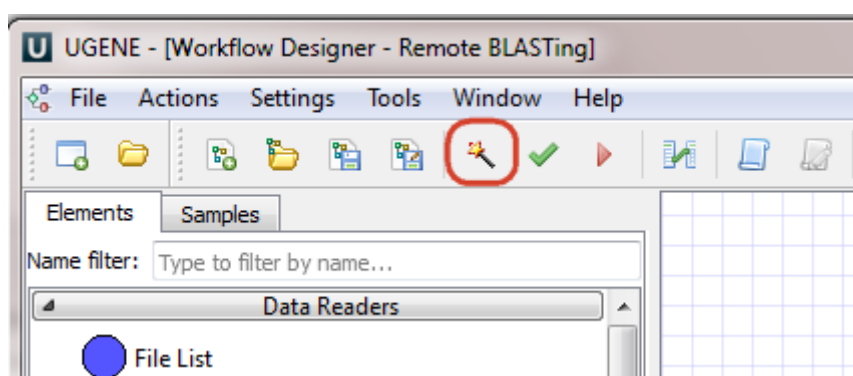 UGENE - [Workflow Designer - Remote BLASTing]
File Actions Settings Tools Window Help
Elements Samples
Name filter: Type to filter by name...
Data Readers
File List